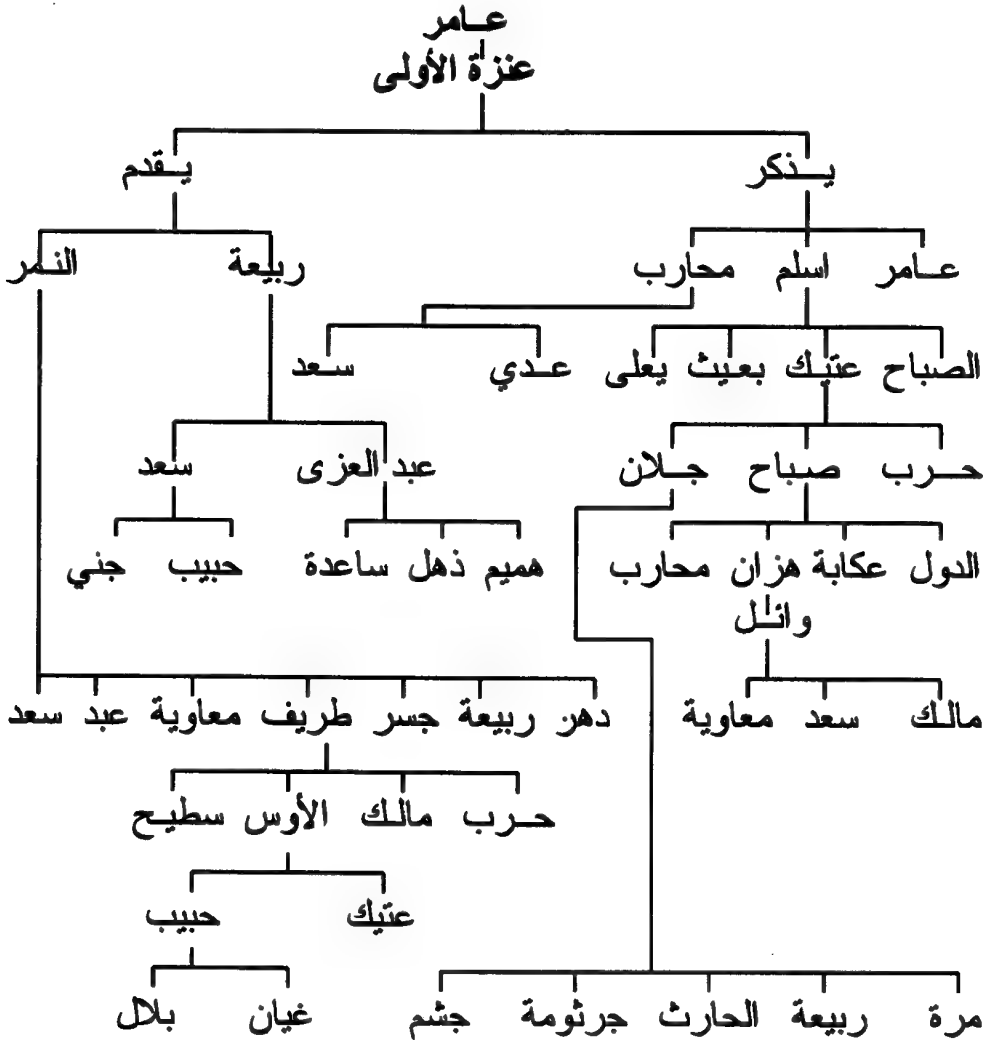 عامر
عنزة الأولى
يذكر يقدم
عامر اسلم محارب ربيعة النمر
الصباح عتيك بعيث يعلى عدي سعد
حرب صباح جلان عبد العزى سعد
الدول عكابة هزان محارب هميم ذهل ساعدة حبيب جني
وائل
مالك سعد معاوية دهن ربيعة جسر طريف معاوية عبد سعد
حرب مالك الأوس سطيح
عتيك حبيب
مرة ربيعة الحارث جرثومة جشم غيان بلال